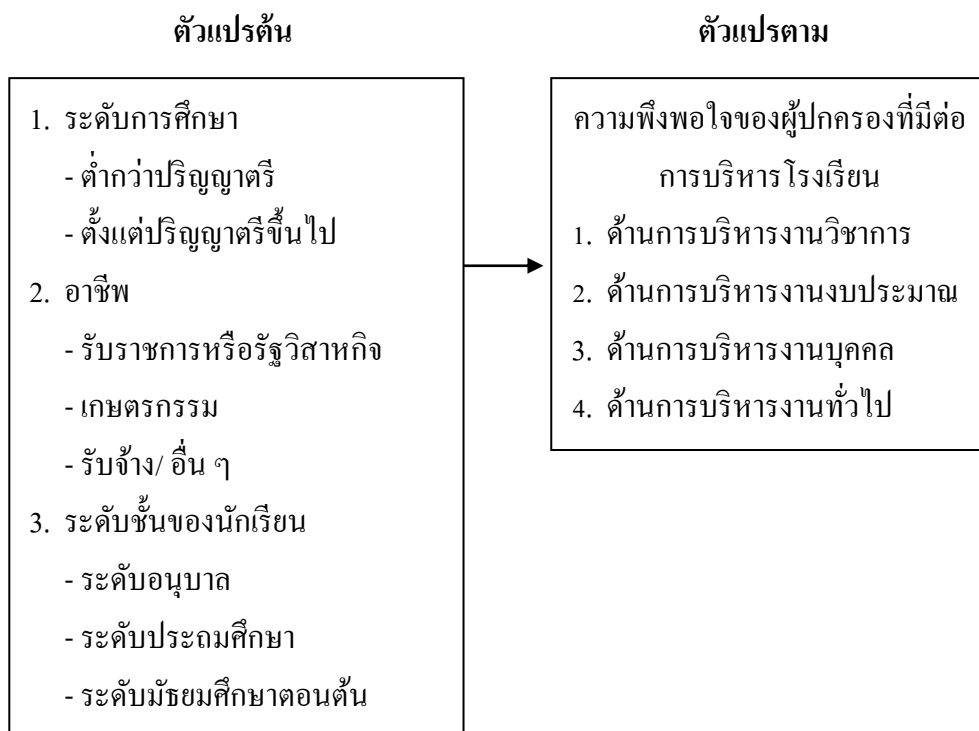 ตัวแปรต้น
1. ระดับการศึกษา
- ต่ำกว่าปริญญาตรี
- ตั้งแต่ปริญญาตรีขึ้นไป
2. อาชีพ
- รับราชการหรือรัฐวิสาหกิจ
- เกษตรกรรม
- รับจ้าง/ อื่น ๆ
3. ระดับชั้นของนักเรียน
- ระดับอนุบาล
- ระดับประถมศึกษา
- ระดับมัธยมศึกษาตอนต้น
ตัวแปรตาม
ความพึงพอใจของผู้ปกครองที่มีต่อ
การบริหารโรงเรียน
1. ด้านการบริหารงานวิชาการ
2. ด้านการบริหารงานงบประมาณ
3. ด้านการบริหารงานบุคคล
4. ด้านการบริหารงานทั่วไป